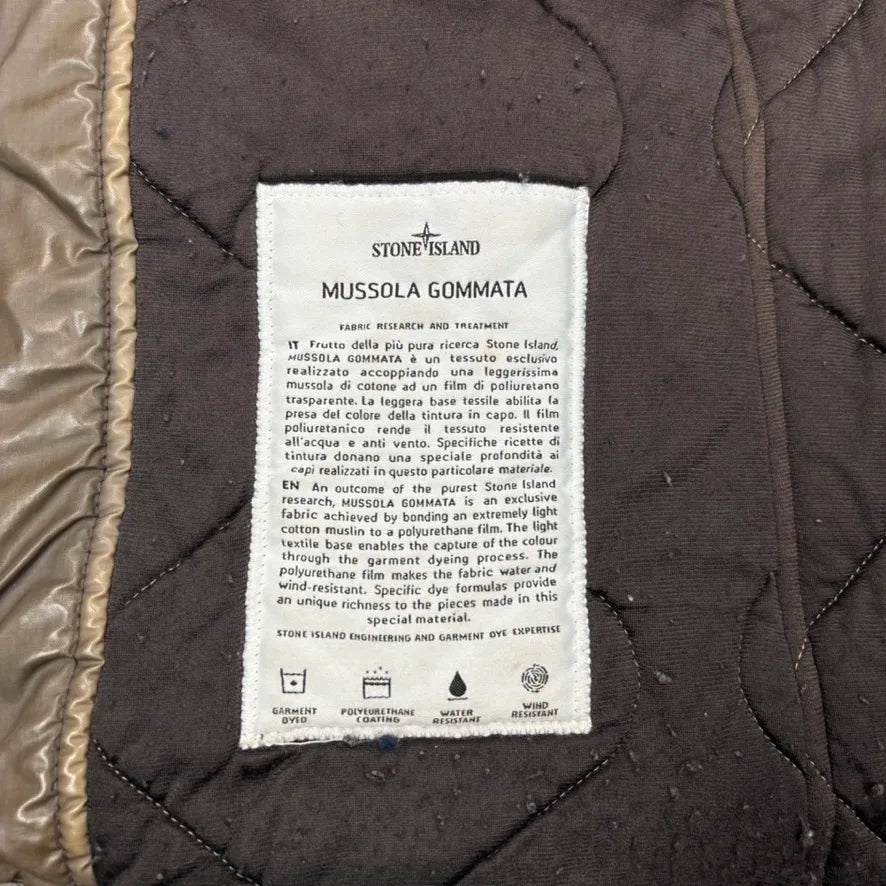 STONE ISLAND
MUSSOLA GOMMATA
FABRIC RESEARCH AND TREATMENT
IT Frutto della più pura ricerca Stone Island,
MUSSOLA GOMMATA è un tessuto esclusivo
realizzato accoppiando una leggerissima
mussola di cotone ad un film di poliuretano
trasparente. La leggera base tessile abilita la
presa del colore della tintura in capo. Il film
poliuretanico rende il tessuto resistente
all'acqua e anti vento. Specifiche ricette di
tintura donano una speciale profondità ai
capi realizzati in questo particolare materiale.
EN An outcome of the purest Stone Island
research, MUSSOLA GOMMATA is an exclusive
fabric achieved by bonding an extremely light
cotton muslin to a polyurethane film. The light
textile base enables the capture of the colour
through the garment dyeing process. The
polyurethane film makes the fabric water and
wind-resistant. Specific dye formulas provide
an unique richness to the pieces made in this
special material.
STONE ISLAND ENGINEERING AND GARMENT DYE EXPERTISE
GARMENT DYED
POLYEURETHANE COATING
WATER RESISTANT
WIND RESISTANT